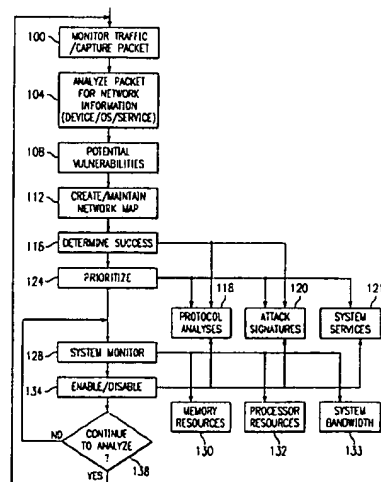 100
MONITOR TRAFFIC
/CAPTURE PACKET
104
ANALYZE PACKET
FOR NETWORK
INFORMATION
(DEVICE/OS/SERVICE)
108
POTENTIAL
VULNERABILITIES
112
CREATE/MAINTAIN
NETWORK MAP
116
DETERMINE SUCCESS
124
PRIORITIZE
118
PROTOCOL
ANALYSES
120
ATTACK
SIGNATURES
121
SYSTEM
SERVICES
128
SYSTEM MONITOR
134
ENABLE/DISABLE
MEMORY
RESOURCES
130
PROCESSOR
RESOURCES
132
SYSTEM
BANDWIDTH
133
NO
CONTINUE
TO ANALYZE
?
138
YES